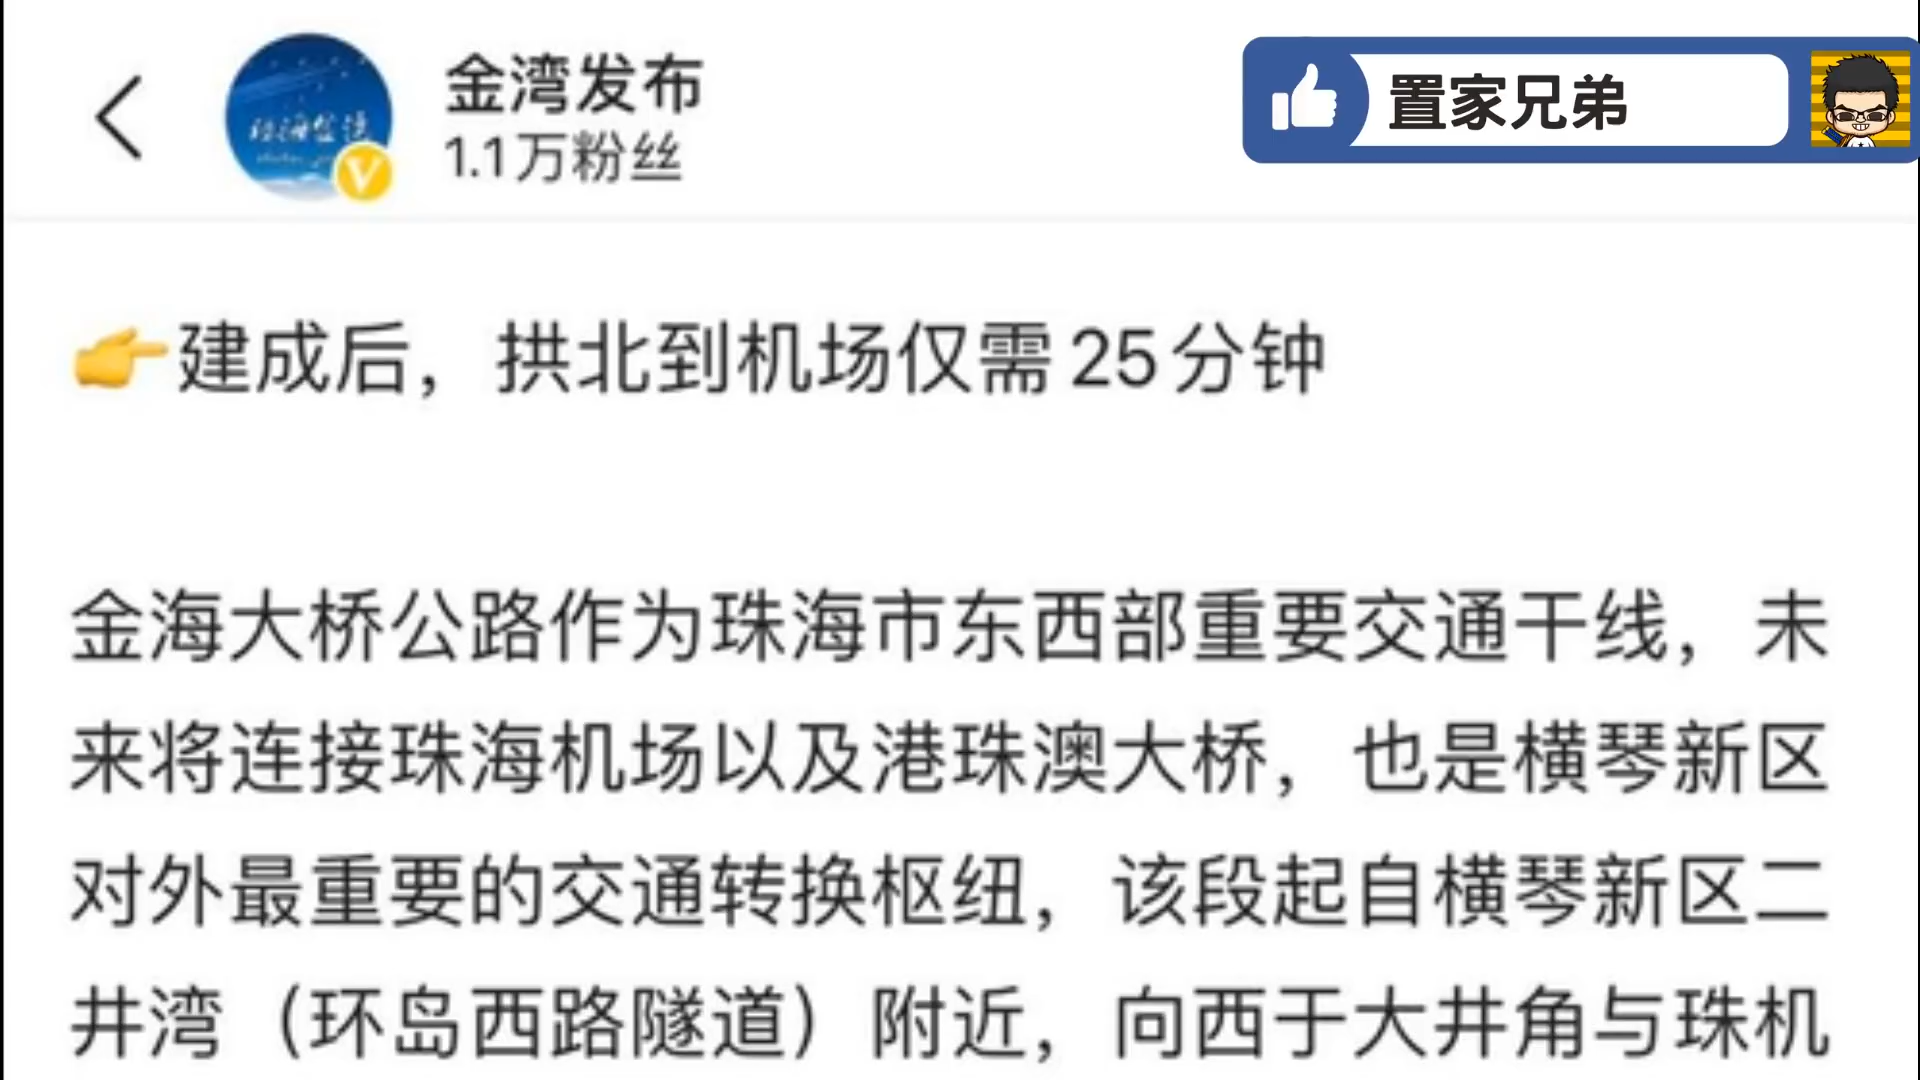 金湾发布
1.1万粉丝
置家兄弟
👉建成后，拱北到机场仅需25分钟
金海大桥公路作为珠海市东西部重要交通干线，未
来将连接珠海机场以及港珠澳大桥，也是横琴新区
对外最重要的交通转换枢纽，该段起自横琴新区二
井湾（环岛西路隧道）附近，向西于大井角与珠机